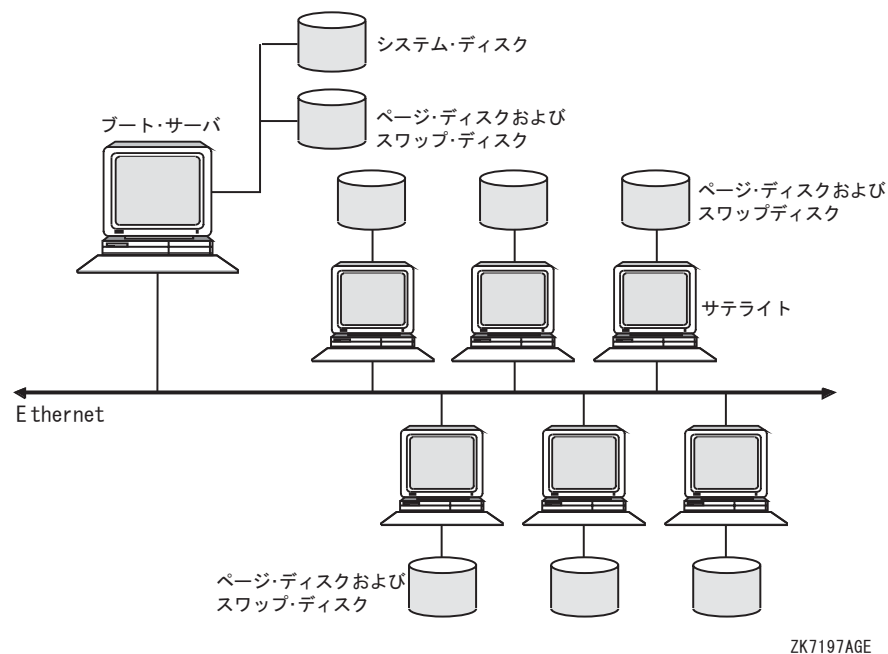 システム・ディスク
ページ・ディスクおよび
スワップ・ディスク
ブート・サーバ
ページ・ディスクおよび
スワップディスク
サテライト
Ethernet
ページ・ディスクおよび
スワップ・ディスク
ZK7197AGE